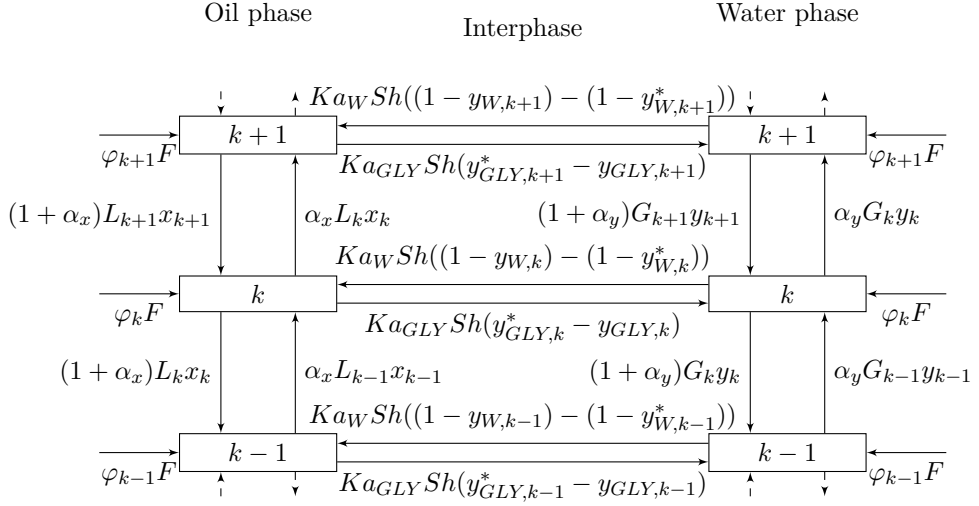 Oil phase
Interphase
Water phase
Ka_W Sh((1 − y_{W,k+1}) − (1 − y^*_{W,k+1}))
k + 1
k + 1
φ_{k+1}F
Ka_{GLY} Sh(y^*_{GLY,k+1} − y_{GLY,k+1})
φ_{k+1}F
(1 + α_x)L_{k+1}x_{k+1}
α_x L_k x_k
(1 + α_y)G_{k+1}y_{k+1}
α_y G_k y_k
Ka_W Sh((1 − y_{W,k}) − (1 − y^*_{W,k}))
k
k
φ_k F
Ka_{GLY} Sh(y^*_{GLY,k} − y_{GLY,k})
φ_k F
(1 + α_x)L_k x_k
α_x L_{k−1}x_{k−1}
(1 + α_y)G_k y_k
α_y G_{k−1}y_{k−1}
Ka_W Sh((1 − y_{W,k−1}) − (1 − y^*_{W,k−1}))
k − 1
k − 1
φ_{k−1}F
Ka_{GLY} Sh(y^*_{GLY,k−1} − y_{GLY,k−1})
φ_{k−1}F